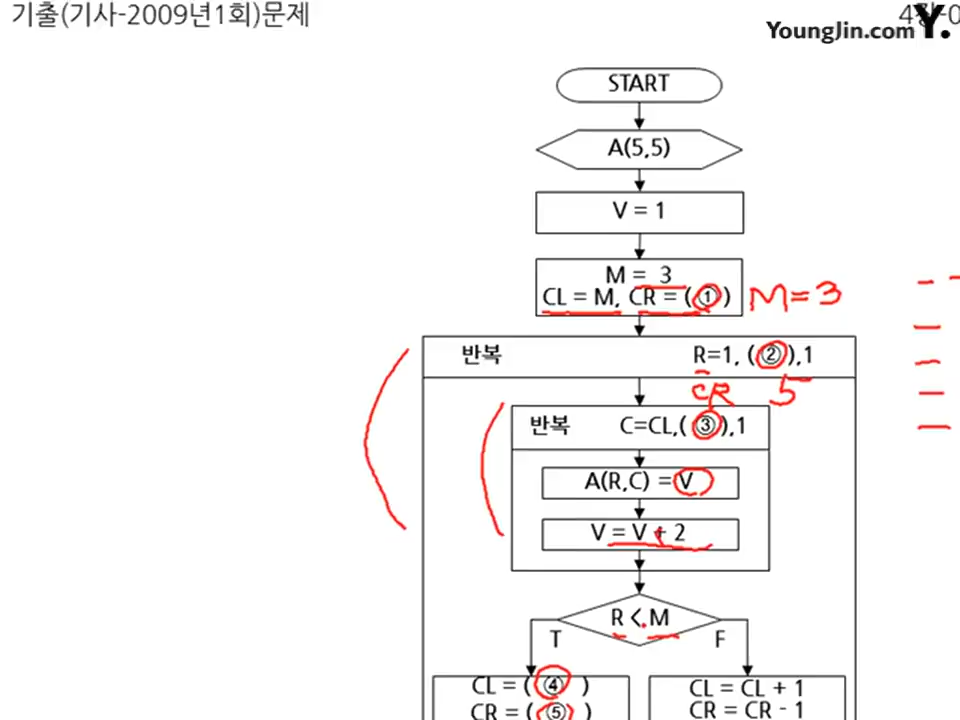 기출(기사-2009년1회)문제
YoungJin.com Y.
START
A(5,5)
V = 1
M = 3
CL = M, CR = ( ① ) M=3
반복 R=1, ( ② ),1
CR 5
반복 C=CL,( ③ ),1
A(R,C) = V
V = V + 2
R < M
T F
CL = ( ④ ) CL = CL + 1
CR = ( ⑤ ) CR = CR - 1